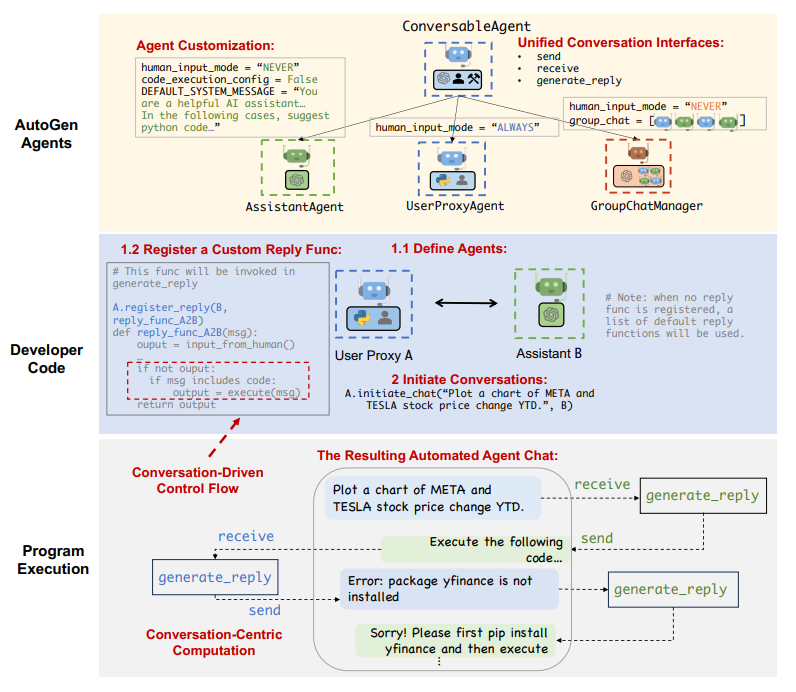 ConversableAgent
Agent Customization:
human_input_mode = “NEVER”
code_execution_config = False
DEFAULT_SYSTEM_MESSAGE = “You
are a helpful AI assistant…
In the following cases, suggest
python code…”
Unified Conversation Interfaces:
• send
• receive
• generate_reply
human_input_mode = “ALWAYS”
human_input_mode = “NEVER”
group_chat = [ ]
AutoGen
Agents
AssistantAgent
UserProxyAgent
GroupChatManager
1.2 Register a Custom Reply Func:
# This func will be invoked in
generate_reply
A.register_reply(B,
reply_func_A2B)
def reply_func_A2B(msg):
ouput = input_from_human()
…
if not ouput:
if msg includes code:
output = execute(msg)
return output
1.1 Define Agents:
User Proxy A
Assistant B
# Note: when no reply
func is registered, a
list of default reply
functions will be used.
Developer
Code
2 Initiate Conversations:
A.initiate_chat(“Plot a chart of META and
TESLA stock price change YTD.”, B)
The Resulting Automated Agent Chat:
Conversation-Driven
Control Flow
Plot a chart of META and
TESLA stock price change YTD.
receive
generate_reply
send
Execute the following
code…
receive
generate_reply
send
Program
Execution
Error: package yfinance is not
installed
generate_reply
Conversation-Centric
Computation
Sorry! Please first pip install
yfinance and then execute
⋮